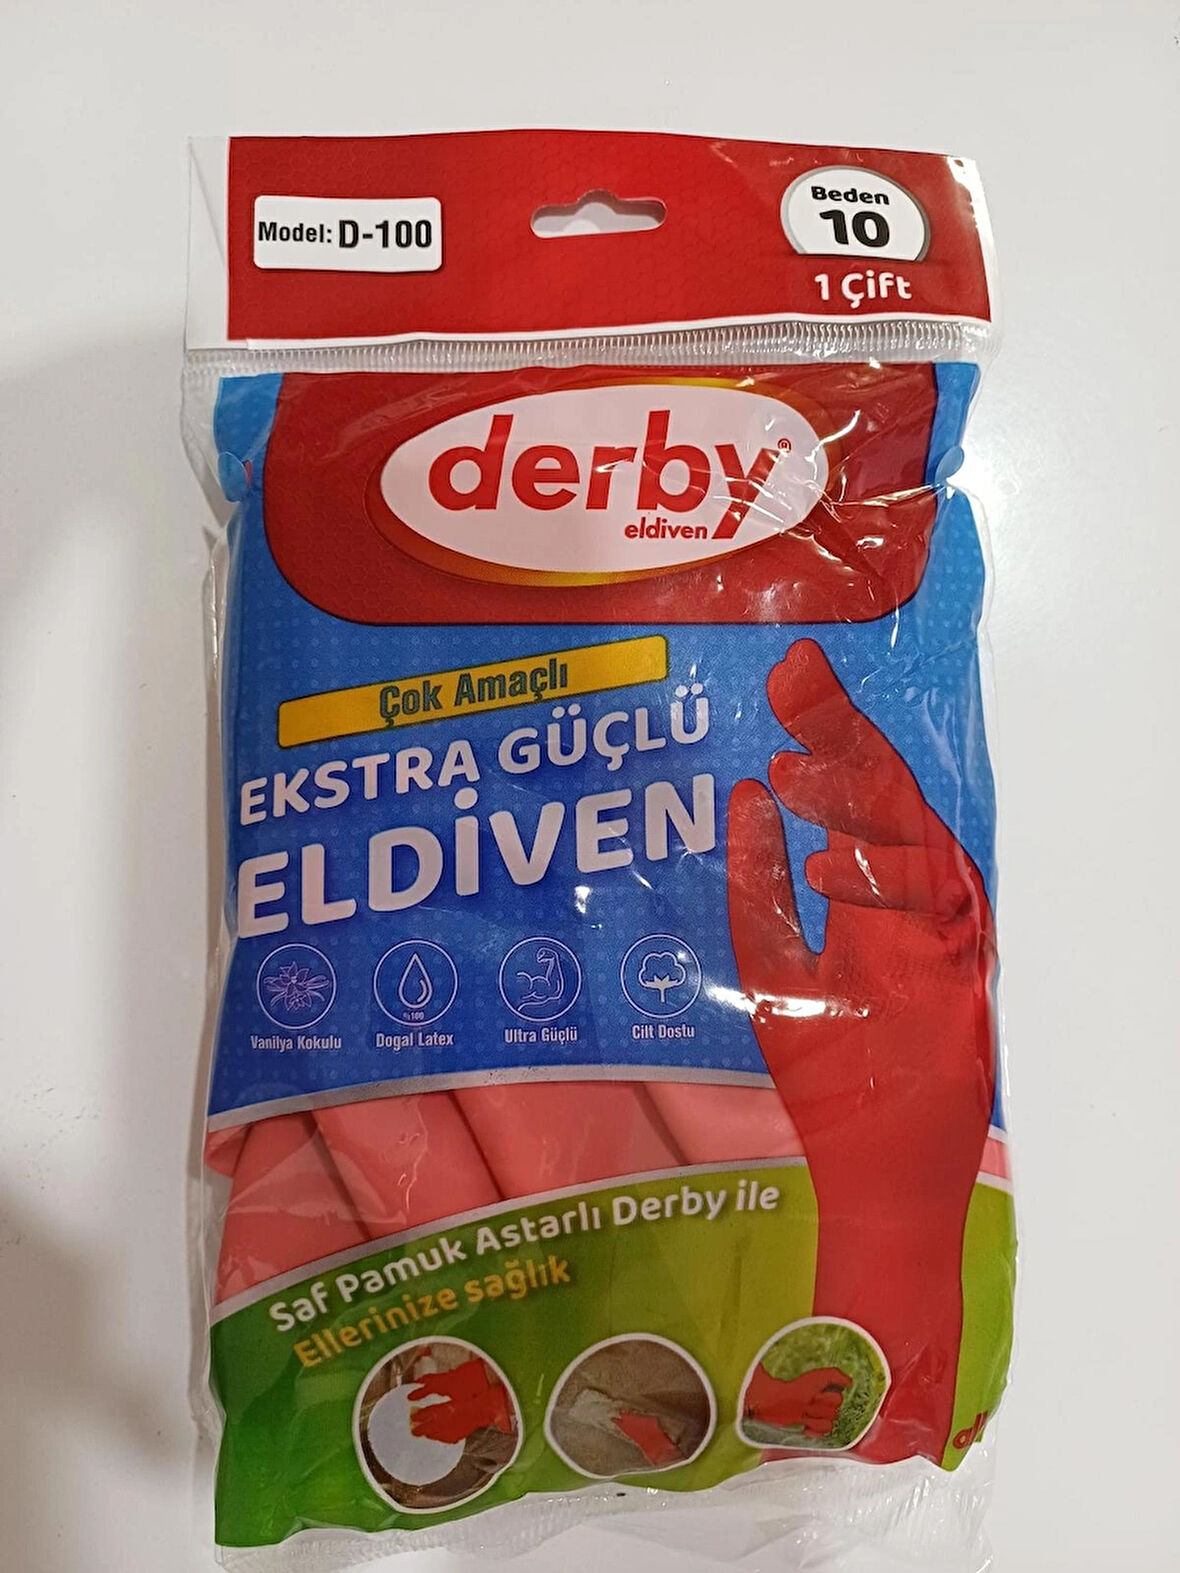 Model: D-100
Beden
10
1 Çift
derby®
eldiven
Çok Amaçlı
EKSTRA GÜÇLÜ
ELDİVEN
%100
Vanilya Kokulu
Dogal Latex
Ultra Güçlü
Cilt Dostu
Saf Pamuk Astarlı Derby ile
Ellerinize sağlık